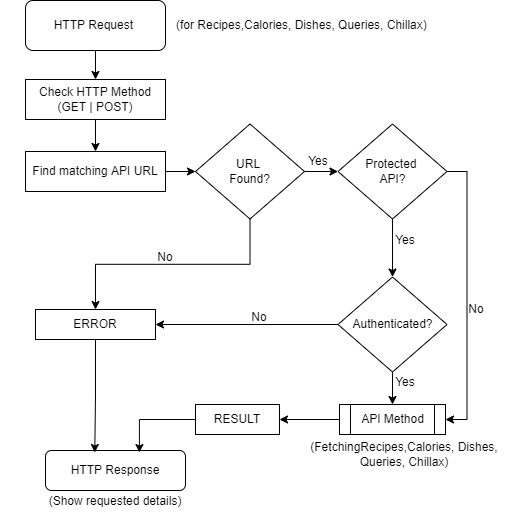 HTTP Request
(for Recipes,Calories, Dishes, Queries, Chillax)
Check HTTP Method
(GET | POST)
Find matching API URL
URL
Found?
Yes
Protected
API?
Yes
No
No
ERROR
No
Authenticated?
Yes
RESULT
API Method
(FetchingRecipes,Calories, Dishes,
Queries, Chillax)
HTTP Response
(Show requested details)